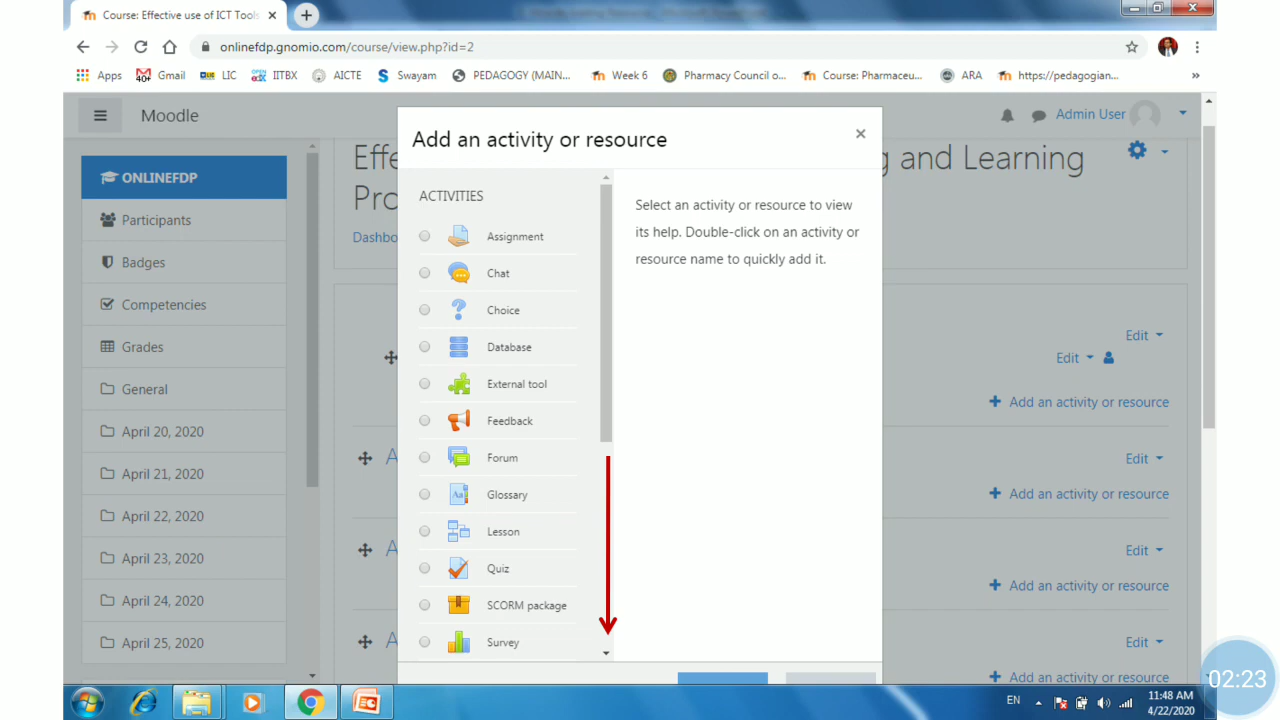 Course: Effective use of ICT Tools
onlinefdp.gnomio.com/course/view.php?id=2
Apps 40+ Gmail LIC OPEN edX IITBX AICTE S Swayam PEDAGOGY (MAIN... Week 6 Pharmacy Council o... Course: Pharmaceu... ARA https://pedagogian... »
Moodle
Admin User
Add an activity or resource
Effe
g and Learning
Pro
Dashbo
ONLINEFDP
Participants
Badges
Competencies
Grades
General
April 20, 2020
April 21, 2020
April 22, 2020
April 23, 2020
April 24, 2020
April 25, 2020
ACTIVITIES
Assignment
Chat
Choice
Database
External tool
Feedback
Forum
Glossary
Lesson
Quiz
SCORM package
Survey
Select an activity or resource to view
its help. Double-click on an activity or
resource name to quickly add it.
Edit
Edit
Add an activity or resource
A
Edit
Add an activity or resource
A
Edit
Add an activity or resource
A
Edit
Add an activity or resource
02:23
EN
11:48 AM
4/22/2020